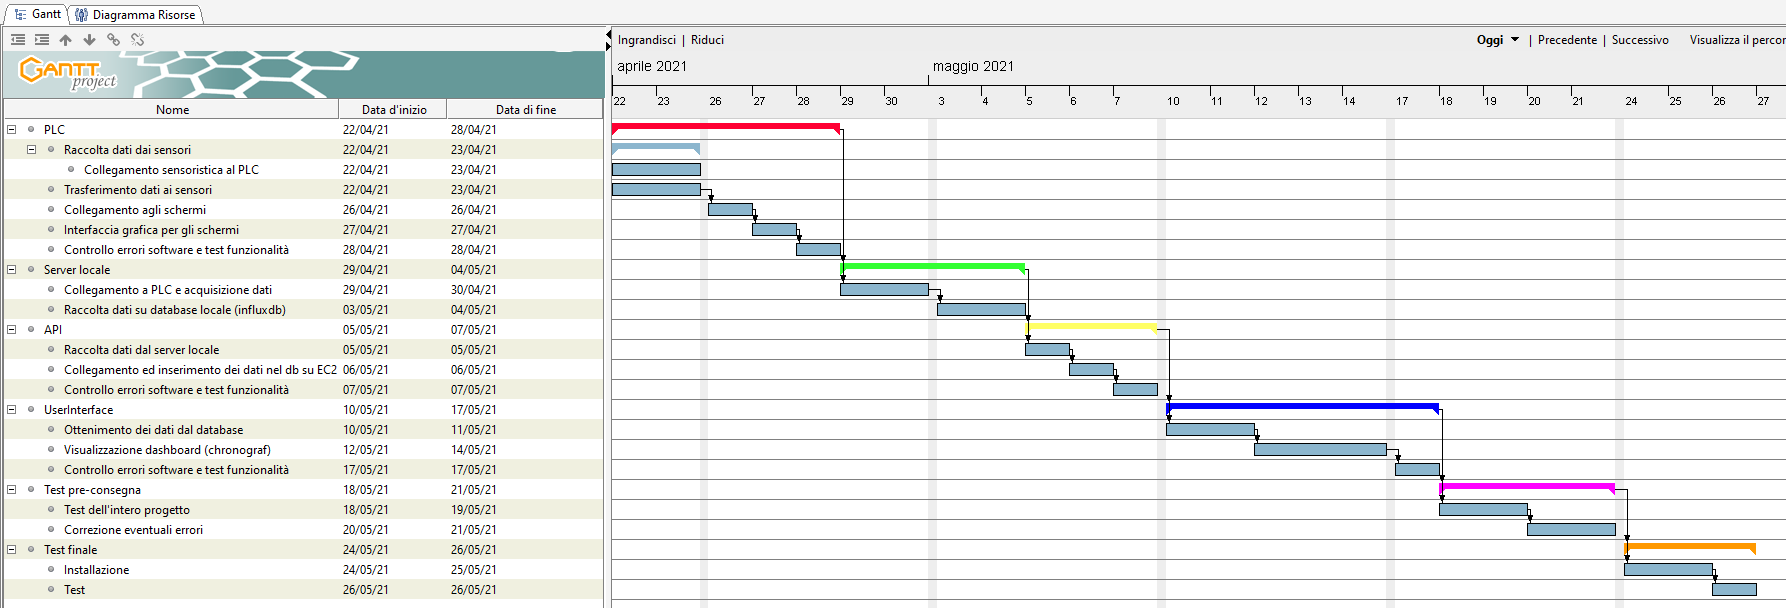 Gantt
Diagramma Risorse
Ingrandisci | Riduci
Oggi | Precedente | Successivo Visualizza il percor
GANTT project
aprile 2021 maggio 2021
22 23 26 27 28 29 30 3 4 5 6 7 10 11 12 13 14 17 18 19 20 21 24 25 26 27
Nome Data d'inizio Data di fine
PLC 22/04/21 28/04/21
Raccolta dati dai sensori 22/04/21 23/04/21
Collegamento sensoristica al PLC 22/04/21 23/04/21
Trasferimento dati ai sensori 22/04/21 23/04/21
Collegamento agli schermi 26/04/21 26/04/21
Interfaccia grafica per gli schermi 27/04/21 27/04/21
Controllo errori software e test funzionalità 28/04/21 28/04/21
Server locale 29/04/21 04/05/21
Collegamento a PLC e acquisizione dati 29/04/21 30/04/21
Raccolta dati su database locale (influxdb) 03/05/21 04/05/21
API 05/05/21 07/05/21
Raccolta dati dal server locale 05/05/21 05/05/21
Collegamento ed inserimento dei dati nel db su EC2 06/05/21 06/05/21
Controllo errori software e test funzionalità 07/05/21 07/05/21
UserInterface 10/05/21 17/05/21
Ottenimento dei dati dal database 10/05/21 11/05/21
Visualizzazione dashboard (chronograf) 12/05/21 14/05/21
Controllo errori software e test funzionalità 17/05/21 17/05/21
Test pre-consegna 18/05/21 21/05/21
Test dell'intero progetto 18/05/21 19/05/21
Correzione eventuali errori 20/05/21 21/05/21
Test finale 24/05/21 26/05/21
Installazione 24/05/21 25/05/21
Test 26/05/21 26/05/21